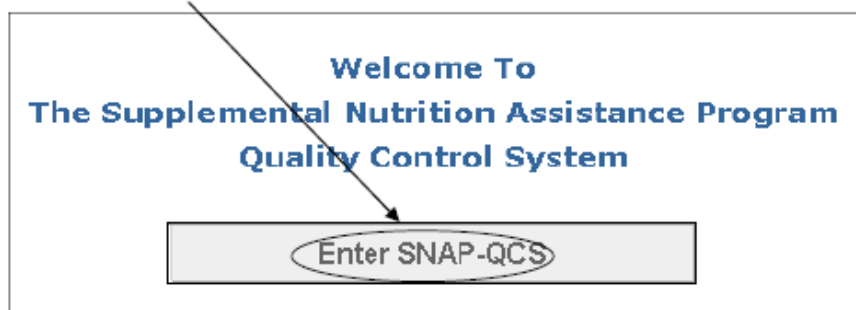 Welcome To
The Supplemental Nutrition Assistance Program
Quality Control System
Enter SNAP-QCS